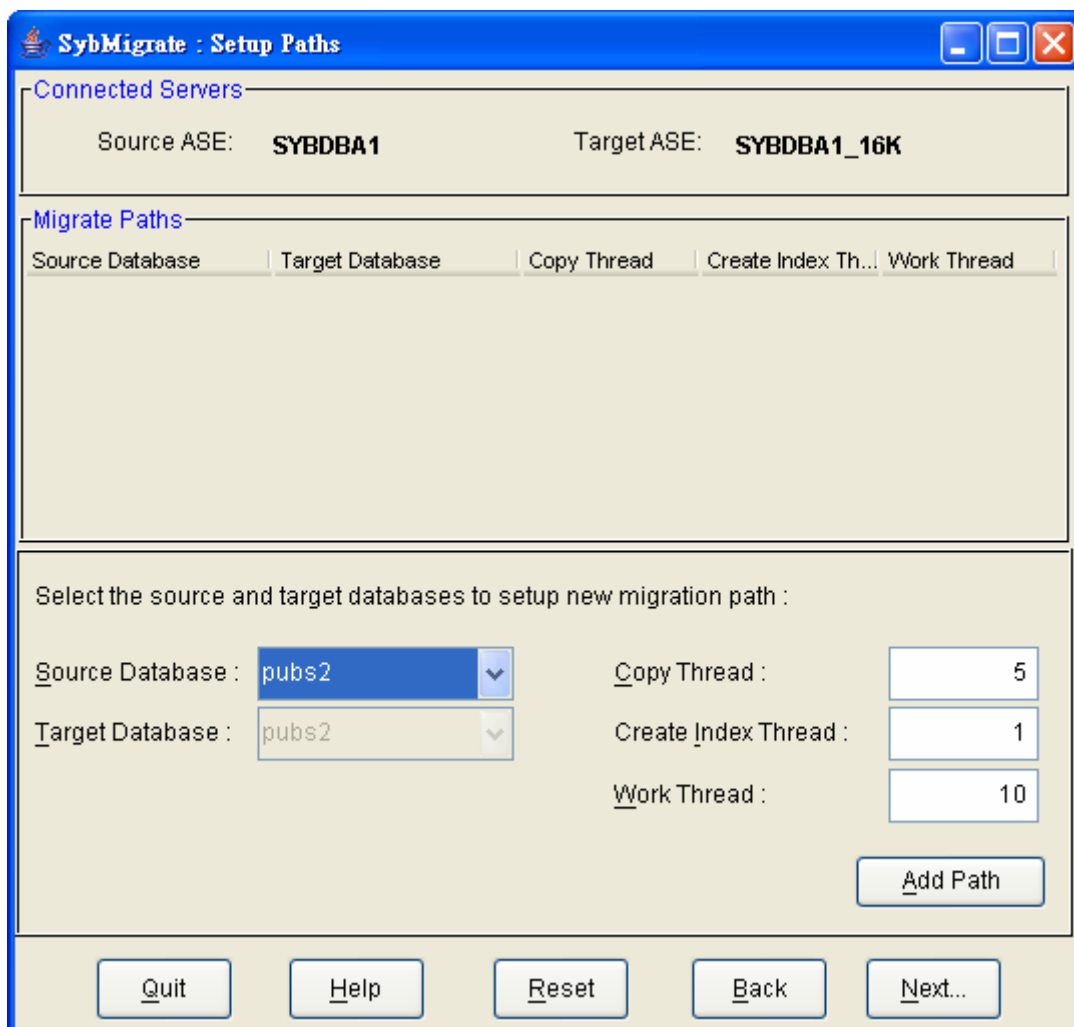 SybMigrate : Setup Paths
Connected Servers
Source ASE: SYBDBA1 Target ASE: SYBDBA1_16K
Migrate Paths
Source Database Target Database Copy Thread Create Index Th... Work Thread
Select the source and target databases to setup new migration path :
Source Database : pubs2 Copy Thread : 5
Target Database : pubs2 Create Index Thread : 1
Work Thread : 10
Add Path
Quit Help Reset Back Next...